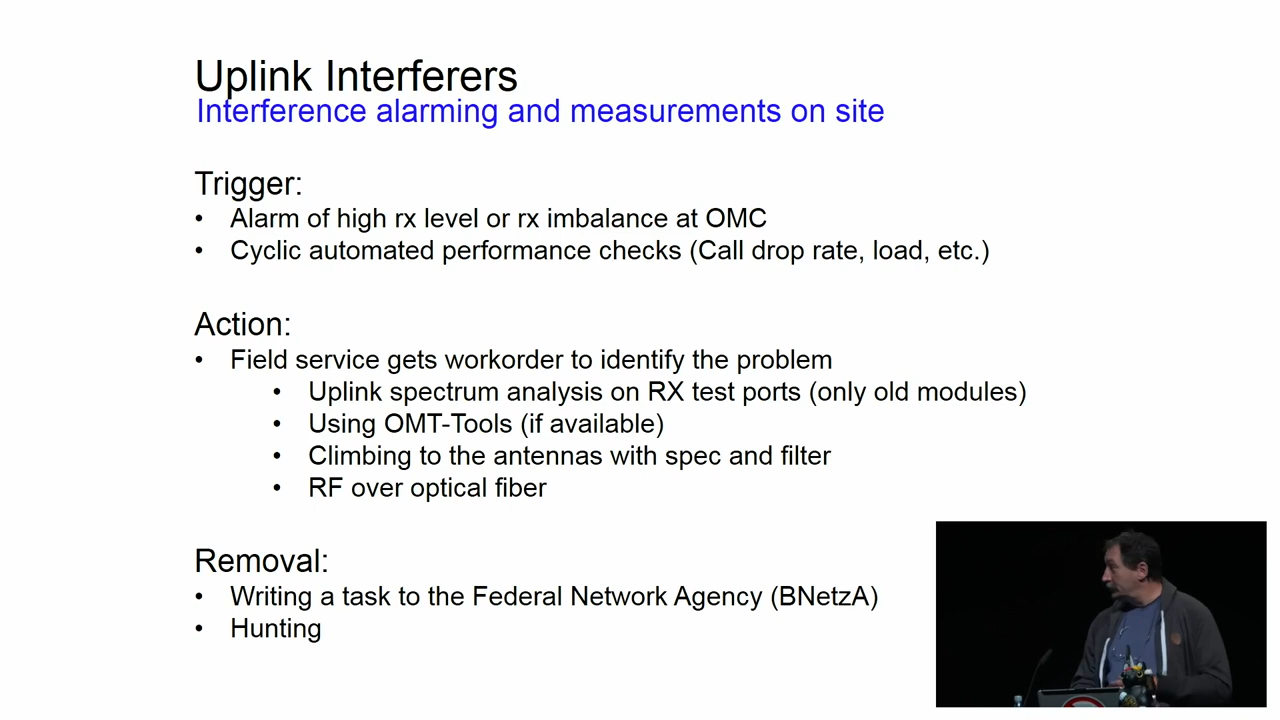 Uplink Interferers
Interference alarming and measurements on site
Trigger:
• Alarm of high rx level or rx imbalance at OMC
• Cyclic automated performance checks (Call drop rate, load, etc.)
Action:
• Field service gets workorder to identify the problem
• Uplink spectrum analysis on RX test ports (only old modules)
• Using OMT-Tools (if available)
• Climbing to the antennas with spec and filter
• RF over optical fiber
Removal:
• Writing a task to the Federal Network Agency (BNetzA)
• Hunting